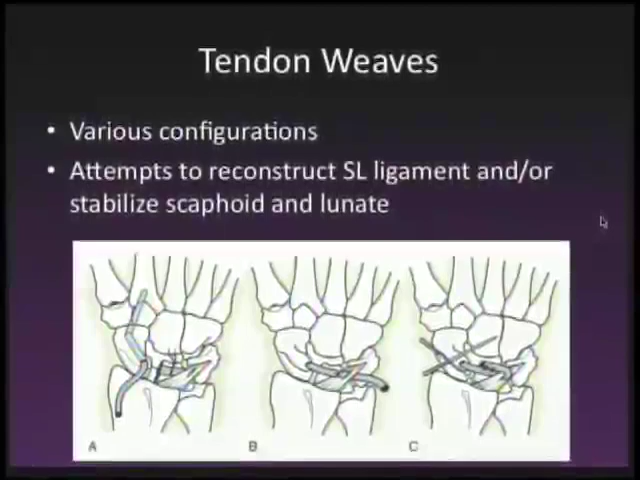 Tendon Weaves
• Various configurations
• Attempts to reconstruct SL ligament and/or
stabilize scaphoid and lunate
A B C